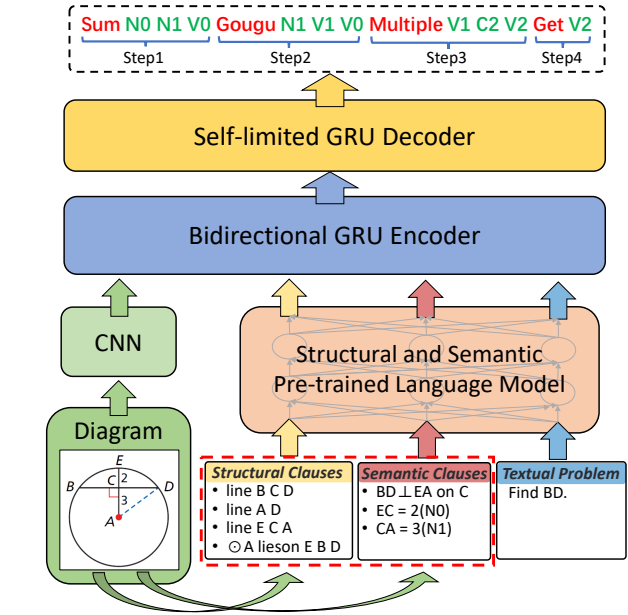 Sum N0 N1 V0 Gougu N1 V1 V0 Multiple V1 C2 V2 Get V2
Step1 Step2 Step3 Step4
Self-limited GRU Decoder
Bidirectional GRU Encoder
CNN
Structural and Semantic
Pre-trained Language Model
Diagram
E
B C 2 D
3
A
Structural Clauses
• line B C D
• line A D
• line E C A
• ⊙A lieson E B D
Semantic Clauses
• BD⊥EA on C
• EC = 2(N0)
• CA = 3(N1)
Textual Problem
Find BD.